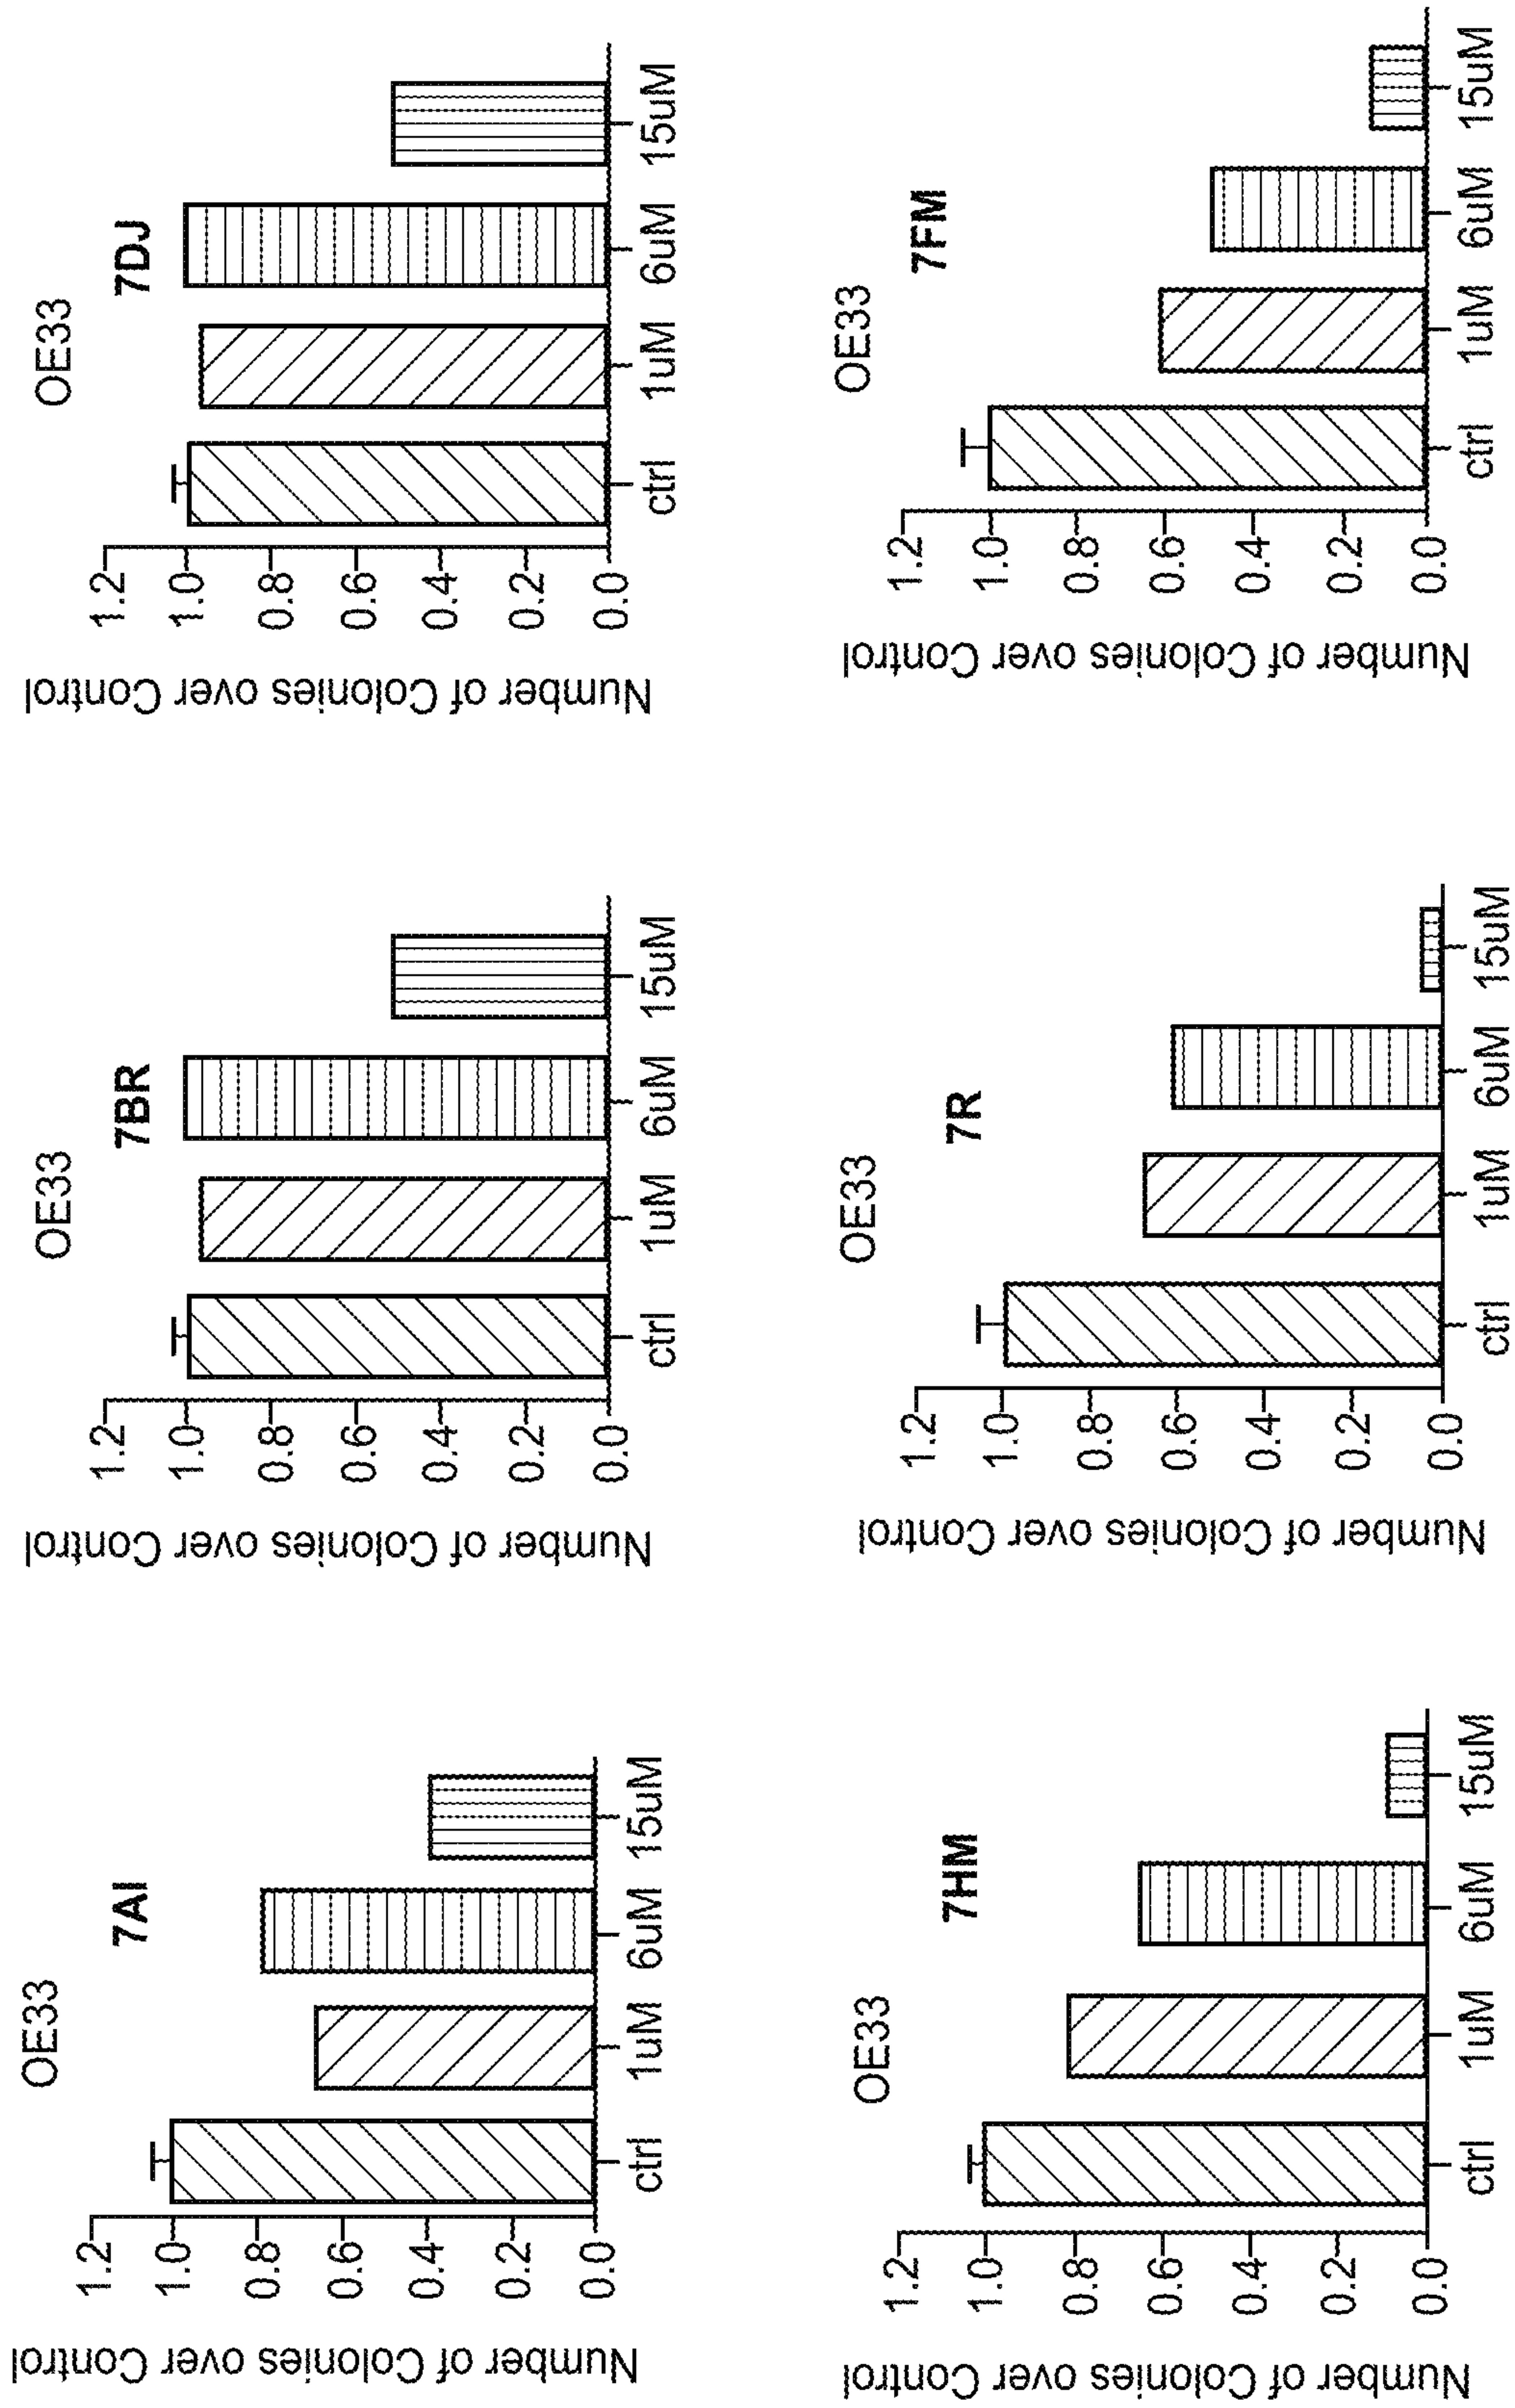 OE33
7AI
Number of Colonies over Control
1.2
1.0
0.8
0.6
0.4
0.2
0.0
ctrl
1uM
6uM
15uM
OE33
7BR
Number of Colonies over Control
1.2
1.0
0.8
0.6
0.4
0.2
0.0
ctrl
1uM
6uM
15uM
OE33
7DJ
Number of Colonies over Control
1.2
1.0
0.8
0.6
0.4
0.2
0.0
ctrl
1uM
6uM
15uM
OE33
7HM
Number of Colonies over Control
1.2
1.0
0.8
0.6
0.4
0.2
0.0
ctrl
1uM
6uM
15uM
OE33
7R
Number of Colonies over Control
1.2
1.0
0.8
0.6
0.4
0.2
0.0
ctrl
1uM
6uM
15uM
OE33
7FM
Number of Colonies over Control
1.2
1.0
0.8
0.6
0.4
0.2
0.0
ctrl
1uM
6uM
15uM